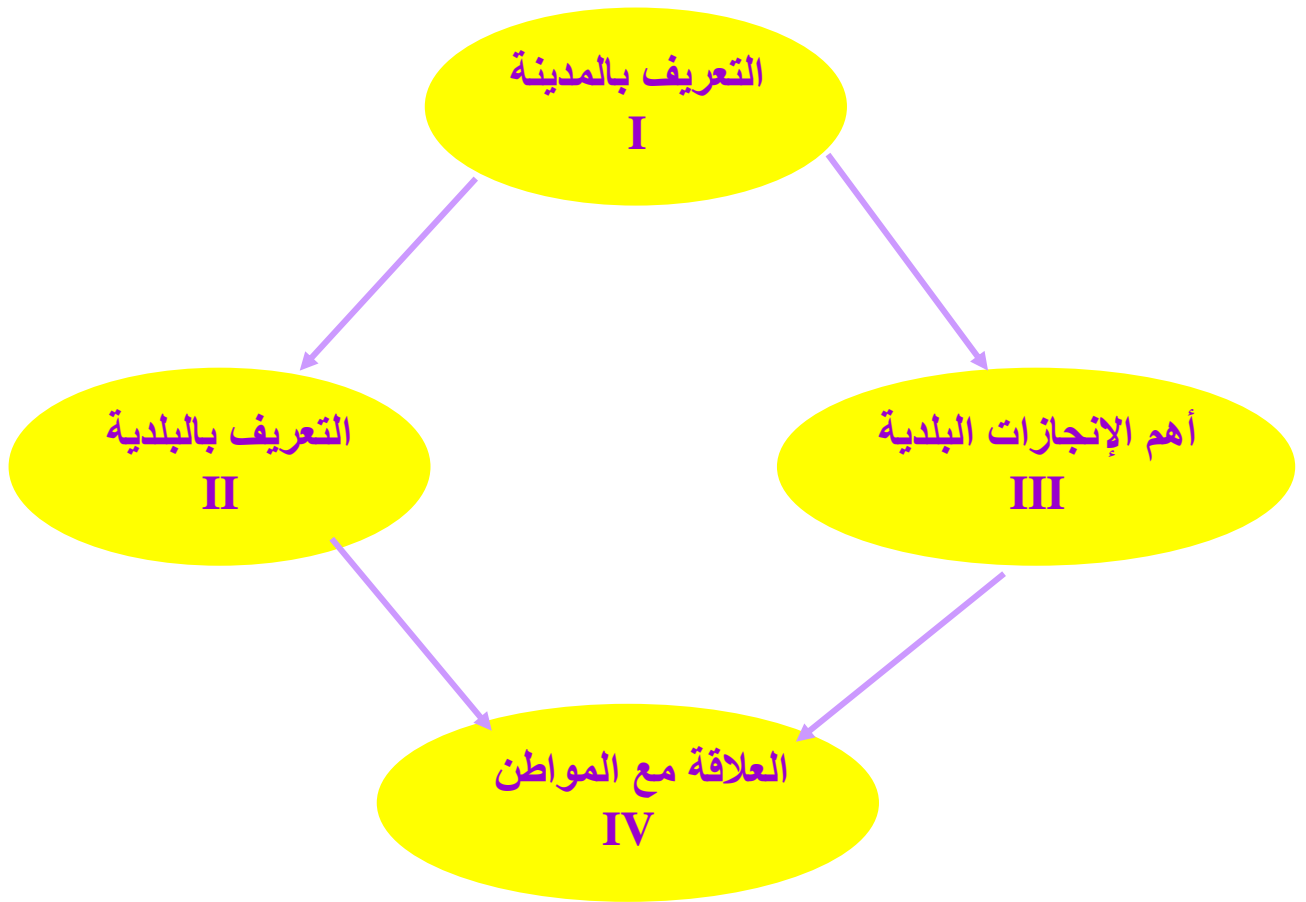 التعريف بالمدينة
I
التعريف بالبلدية
II
أهم الإنجازات البلدية
III
العلاقة مع المواطن
IV